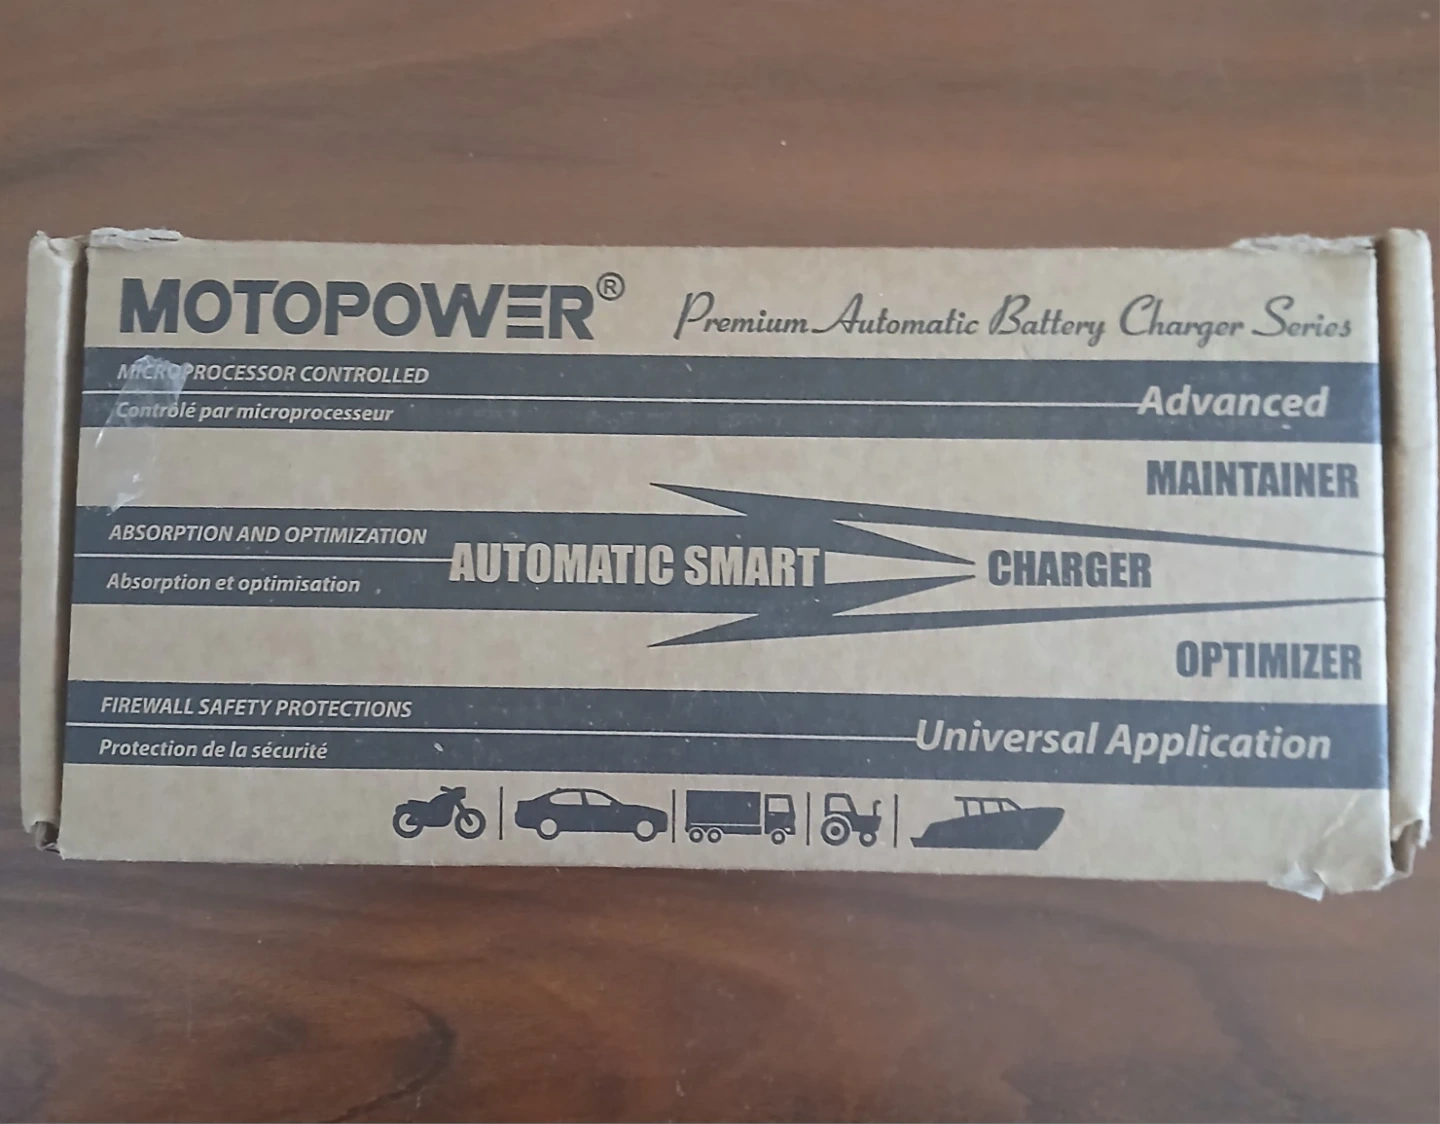 MOTOPOWER®
Premium Automatic Battery Charger Series
MICROPROCESSOR CONTROLLED
Contrôlé par microprocesseur
Advanced
MAINTAINER
ABSORPTION AND OPTIMIZATION
Absorption et optimisation
AUTOMATIC SMART
CHARGER
OPTIMIZER
FIREWALL SAFETY PROTECTIONS
Protection de la sécurité
Universal Application